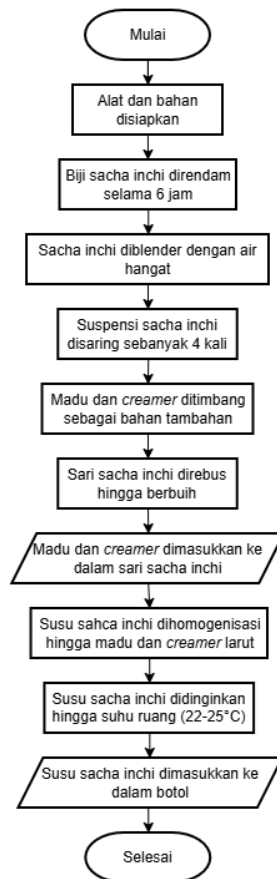 Mulai
Alat dan bahan
disiapkan
Biji sacha inchi direndam
selama 6 jam
Sacha inchi diblender dengan air
hangat
Suspensi sacha inchi
disaring sebanyak 4 kali
Madu dan creamer ditimbang
sebagai bahan tambahan
Sari sacha inchi direbus
hingga berbuih
Madu dan creamer dimasukkan ke
dalam sari sacha inchi
Susu sahca inchi dihomogenisasi
hingga madu dan creamer larut
Susu sacha inchi didinginkan
hingga suhu ruang (22-25°C)
Susu sacha inchi dimasukkan ke
dalam botol
Selesai